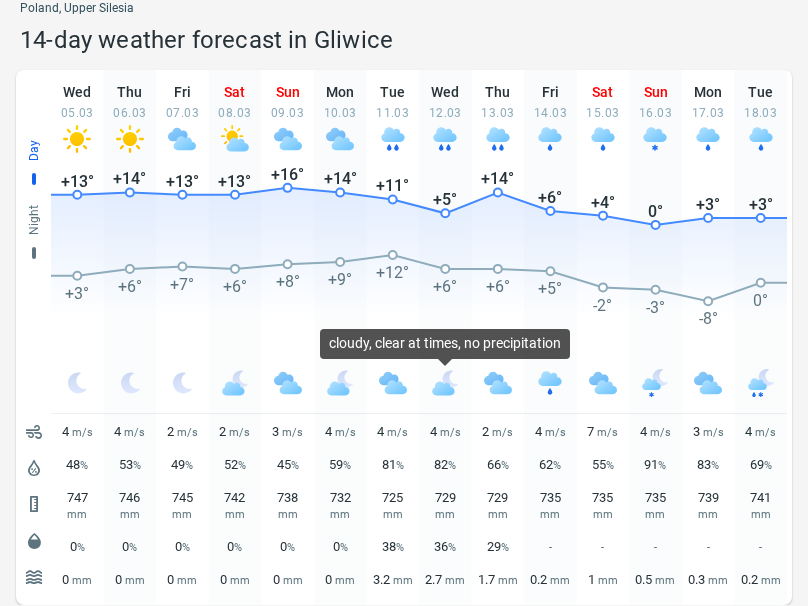 Poland, Upper Silesia
14-day weather forecast in Gliwice
Wed Thu Fri Sat Sun Mon Tue Wed Thu Fri Sat Sun Mon Tue
05.03 06.03 07.03 08.03 09.03 10.03 11.03 12.03 13.03 14.03 15.03 16.03 17.03 18.03
Day
+13° +14° +13° +13° +16° +14° +11° +5° +14° +6° +4° 0° +3° +3°
Night
+3° +6° +7° +6° +8° +9° +12° +6° +6° +5° -2° -3° -8° 0°
cloudy, clear at times, no precipitation
4 m/s 4 m/s 2 m/s 2 m/s 3 m/s 4 m/s 4 m/s 4 m/s 2 m/s 4 m/s 7 m/s 4 m/s 3 m/s 4 m/s
48% 53% 49% 52% 45% 59% 81% 82% 66% 62% 55% 91% 83% 69%
747 746 745 742 738 732 725 729 729 735 735 735 739 741
mm mm mm mm mm mm mm mm mm mm mm mm mm mm
0% 0% 0% 0% 0% 0% 38% 36% 29% - - - - -
0 mm 0 mm 0 mm 0 mm 0 mm 0 mm 3.2 mm 2.7 mm 1.7 mm 0.2 mm 1 mm 0.5 mm 0.3 mm 0.2 mm